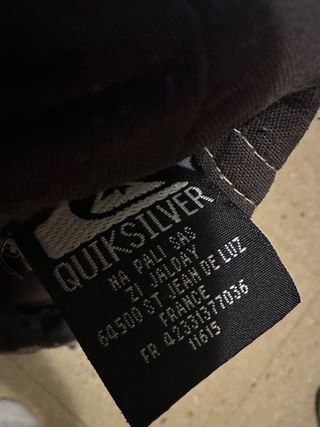 QUIKSILVER
NA PALI SAS
ZI JALDAY
64500 ST JEAN DE LUZ
FRANCE
FR 42331377036
11615